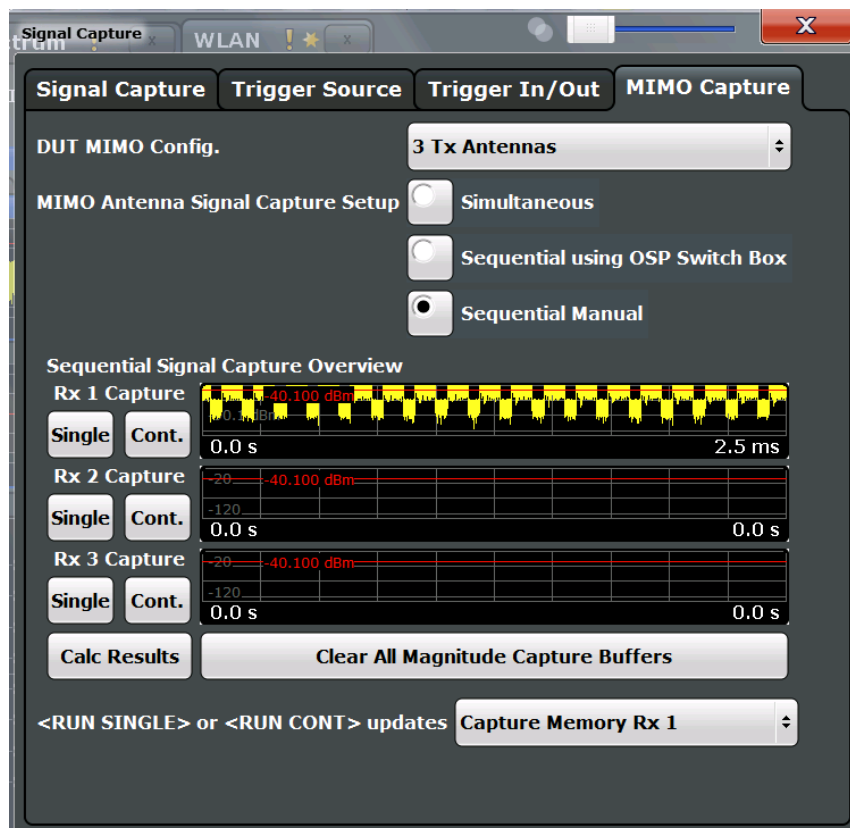 Signal Capture
WLAN ! x
X
Signal Capture Trigger Source Trigger In/Out MIMO Capture
DUT MIMO Config. 3 Tx Antennas
MIMO Antenna Signal Capture Setup Simultaneous
Sequential using OSP Switch Box
Sequential Manual
Sequential Signal Capture Overview
Rx 1 Capture
-40.100 dBm
Single Cont.
0.0 s 2.5 ms
Rx 2 Capture
-20 -40.100 dBm
-120
Single Cont.
0.0 s 0.0 s
Rx 3 Capture
-20 -40.100 dBm
-120
Single Cont.
0.0 s 0.0 s
Calc Results Clear All Magnitude Capture Buffers
<RUN SINGLE> or <RUN CONT> updates Capture Memory Rx 1